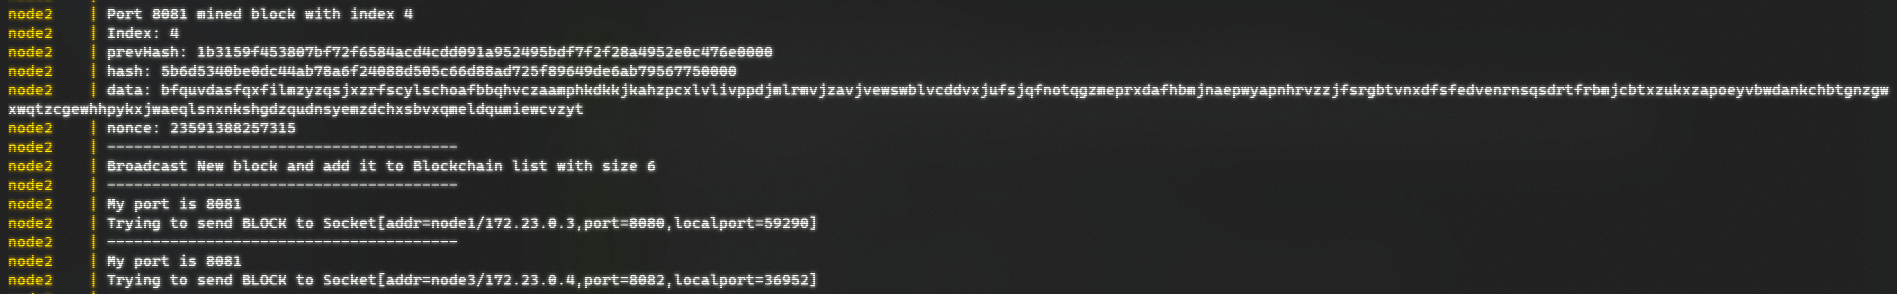 node2 | Port 8081 mined block with index 4
node2 | Index: 4
node2 | prevHash: 1b3159f453807bf72f6584acd4cdd091a952495bdf7f2f28a4952e0c476e0000
node2 | hash: 5b6d5340be0dc44ab78a6f24088d505c66d88ad725f89649de6ab79567750000
node2 | data: bfquvdasfqxfilmzyzqsjxzrfscylschoafbbqhvczaamphkdkkjkahzpcxlvlivppdjmlrmvjzavjvewswblvcddvxjufsjqfnotqgzmeprxdafhbmjnaepwyapnhrvzzjfsrgbtvnxdfsfedvenrnsqsdrtfrbmjcbtxzukxzapoeyvbwdankchbtgnzgw
xwqtzcgewhhpykxjwaeqlsnxnkshgdzqudnsyemzdchxsbvxqmeldqumiewcvzyt
node2 | nonce: 23591388257315
node2 | ---------------------------------------
node2 | Broadcast New block and add it to Blockchain list with size 6
node2 | ---------------------------------------
node2 | My port is 8081
node2 | Trying to send BLOCK to Socket[addr=node1/172.23.0.3,port=8080,localport=59290]
node2 | ---------------------------------------
node2 | My port is 8081
node2 | Trying to send BLOCK to Socket[addr=node3/172.23.0.4,port=8082,localport=36952]